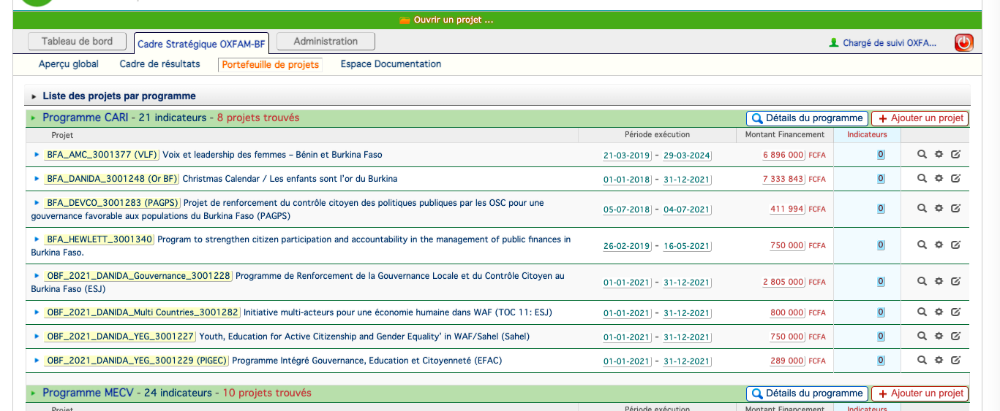 Ouvrir un projet ...
Tableau de bord
Cadre Stratégique OXFAM-BF
Administration
Chargé de suivi OXFA...
Aperçu global
Cadre de résultats
Portefeuille de projets
Espace Documentation
Liste des projets par programme
Programme CARI - 21 indicateurs - 8 projets trouvés
Détails du programme
+ Ajouter un projet
Projet Période exécution Montant Financement Indicateurs
BFA_AMC_3001377 (VLF) Voix et leadership des femmes – Bénin et Burkina Faso 21-03-2019 - 29-03-2024 6 896 000 FCFA 0
BFA_DANIDA_3001248 (Or BF) Christmas Calendar / Les enfants sont l'or du Burkina 01-01-2018 - 31-12-2021 7 333 843 FCFA 0
BFA_DEVCO_3001283 (PAGPS) Projet de renforcement du contrôle citoyen des politiques publiques par les OSC pour une
gouvernance favorable aux populations du Burkina Faso (PAGPS) 05-07-2018 - 04-07-2021 411 994 FCFA 0
BFA_HEWLETT_3001340 Program to strengthen citizen participation and accountability in the management of public finances in
Burkina Faso. 26-02-2019 - 16-05-2021 750 000 FCFA 0
OBF_2021_DANIDA_Gouvernance_3001228 Programme de Renforcement de la Gouvernance Locale et du Contrôle Citoyen au
Burkina Faso (ESJ) 01-01-2021 - 31-12-2021 2 805 000 FCFA 0
OBF_2021_DANIDA_Multi Countries_3001282 Initiative multi-acteurs pour une économie humaine dans WAF (TOC 11: ESJ) 01-01-2021 - 31-12-2021 800 000 FCFA 0
OBF_2021_DANIDA_YEG_3001227 Youth, Education for Active Citizenship and Gender Equality' in WAF/Sahel (Sahel) 01-01-2021 - 31-12-2021 750 000 FCFA 0
OBF_2021_DANIDA_YEG_3001229 (PIGEC) Programme Intégré Gouvernance, Education et Citoyenneté (EFAC) 01-01-2021 - 31-12-2021 289 000 FCFA 0
Programme MECV - 24 indicateurs - 10 projets trouvés
Détails du programme
+ Ajouter un projet
Projet Période exécution Montant Financement Indicateurs